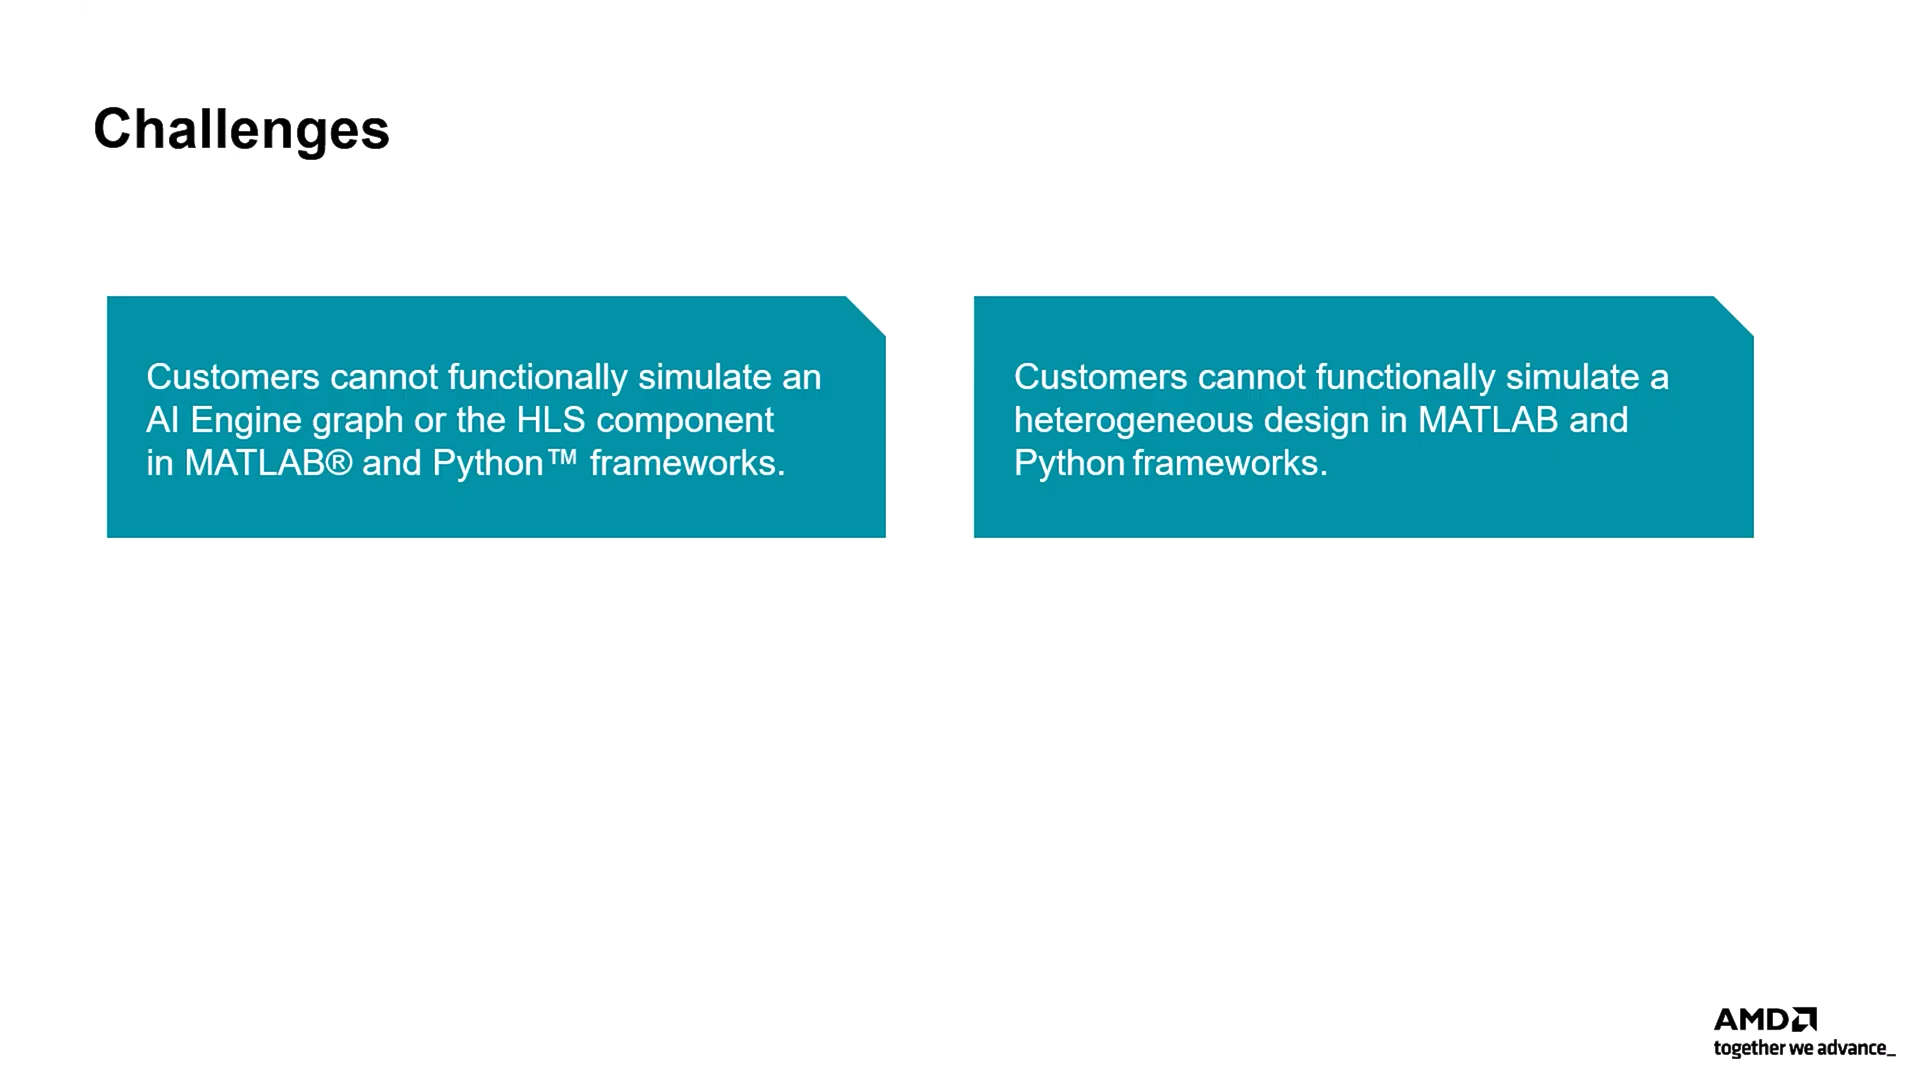 Challenges
Customers cannot functionally simulate an
AI Engine graph or the HLS component
in MATLAB® and Python™ frameworks.
Customers cannot functionally simulate a
heterogeneous design in MATLAB and
Python frameworks.
AMD
together we advance_